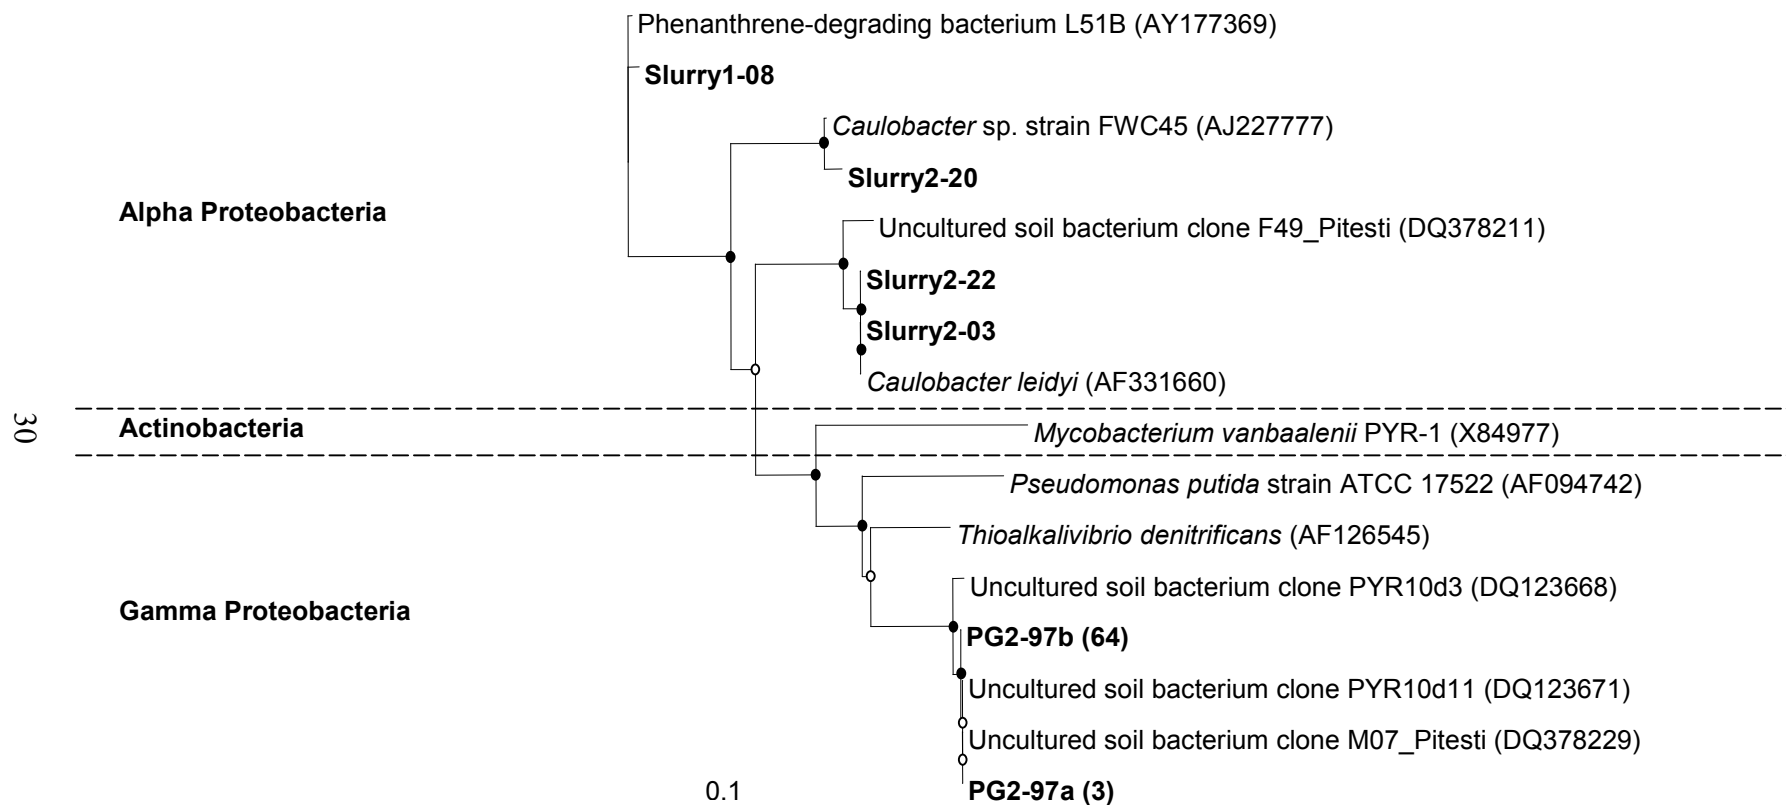 Phenanthrene-degrading bacterium L51B (AY177369)
Slurry1-08
Caulobacter sp. strain FWC45 (AJ227777)
Slurry2-20
Alpha Proteobacteria
Uncultured soil bacterium clone F49_Pitesti (DQ378211)
Slurry2-22
Slurry2-03
Caulobacter leidyi (AF331660)
30
Actinobacteria
Mycobacterium vanbaalenii PYR-1 (X84977)
Pseudomonas putida strain ATCC 17522 (AF094742)
Thioalkalivibrio denitrificans (AF126545)
Uncultured soil bacterium clone PYR10d3 (DQ123668)
Gamma Proteobacteria
PG2-97b (64)
Uncultured soil bacterium clone PYR10d11 (DQ123671)
Uncultured soil bacterium clone M07_Pitesti (DQ378229)
0.1
PG2-97a (3)